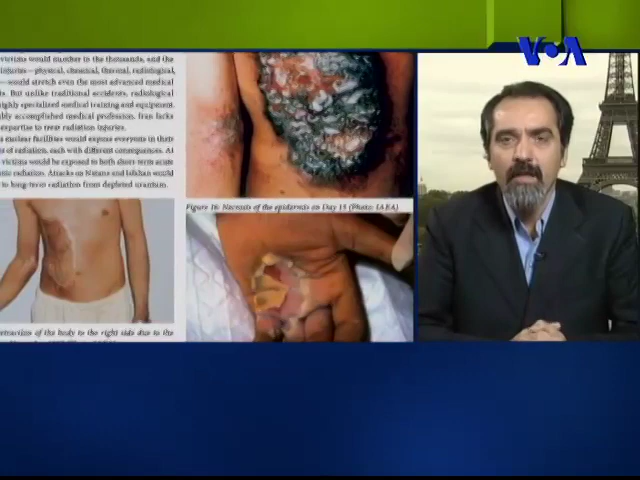 VOA
victims would number in the thousands, and the
injuries—physical, chemical, thermal, radiological,
—would stretch even the most advanced medical
s. But unlike traditional accidents, radiological
highly specialized medical training and equipment.
bly accomplished medical profession, Iran lacks
expertise to treat radiation injuries.
nuclear facilities would expose everyone in their
of radiation, each with different consequences. At
victims would be exposed to both short-term acute
onic radiation. Attacks on Natanz and Isfahan would
to long-term radiation from depleted uranium.
Figure 16: Necrosis of the epidermis on Day 15 (Photo: IAEA)
etraction of the body to the right side due to the